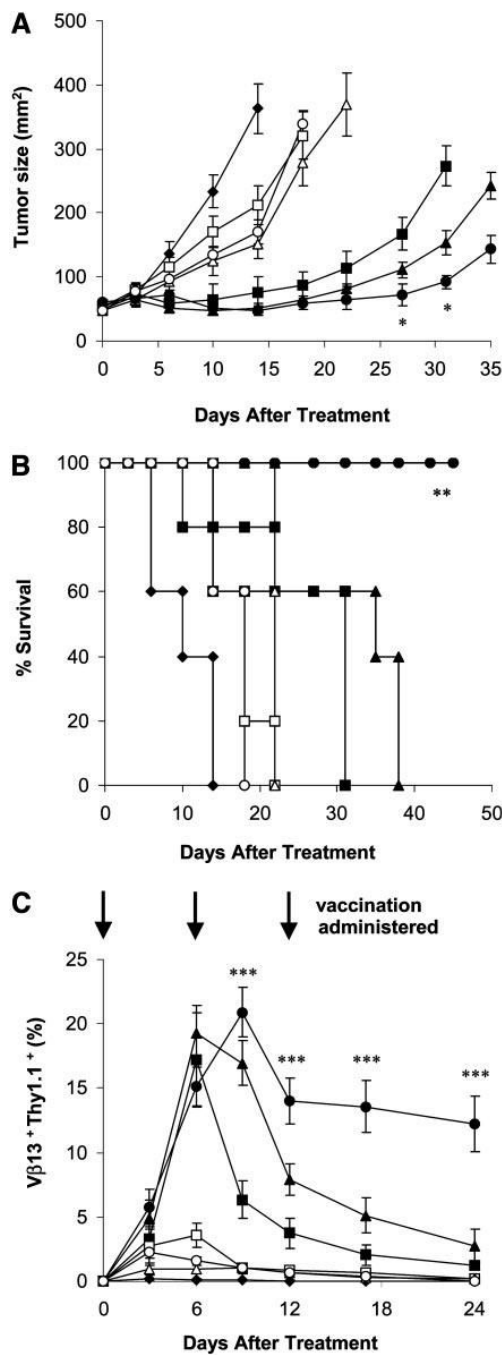 A
500
400
300
200
100
0
Tumor size (mm²)
*
*
0 5 10 15 20 25 30 35
Days After Treatment
B
100
80
60
40
20
0
% Survival
**
0 10 20 30 40 50
Days After Treatment
C
vaccination
administered
25
20
15
10
5
0
Vβ13 ⁺ Thy1.1 ⁺ (%)
***
***
***
***
0 6 12 18 24
Days After Treatment